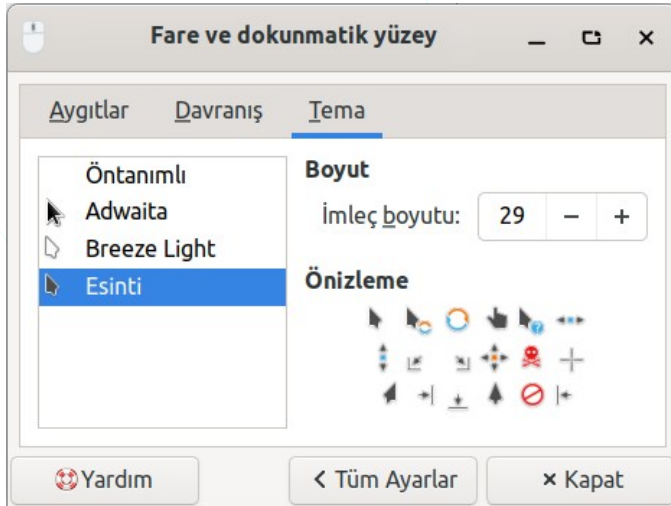 Fare ve dokunmatik yüzey
Aygıtlar Davranış Tema
Öntanımlı
Adwaita
Breeze Light
Esinti
Boyut
İmleç boyutu: 29 − +
Önizleme
Yardım
< Tüm Ayarlar
× Kapat